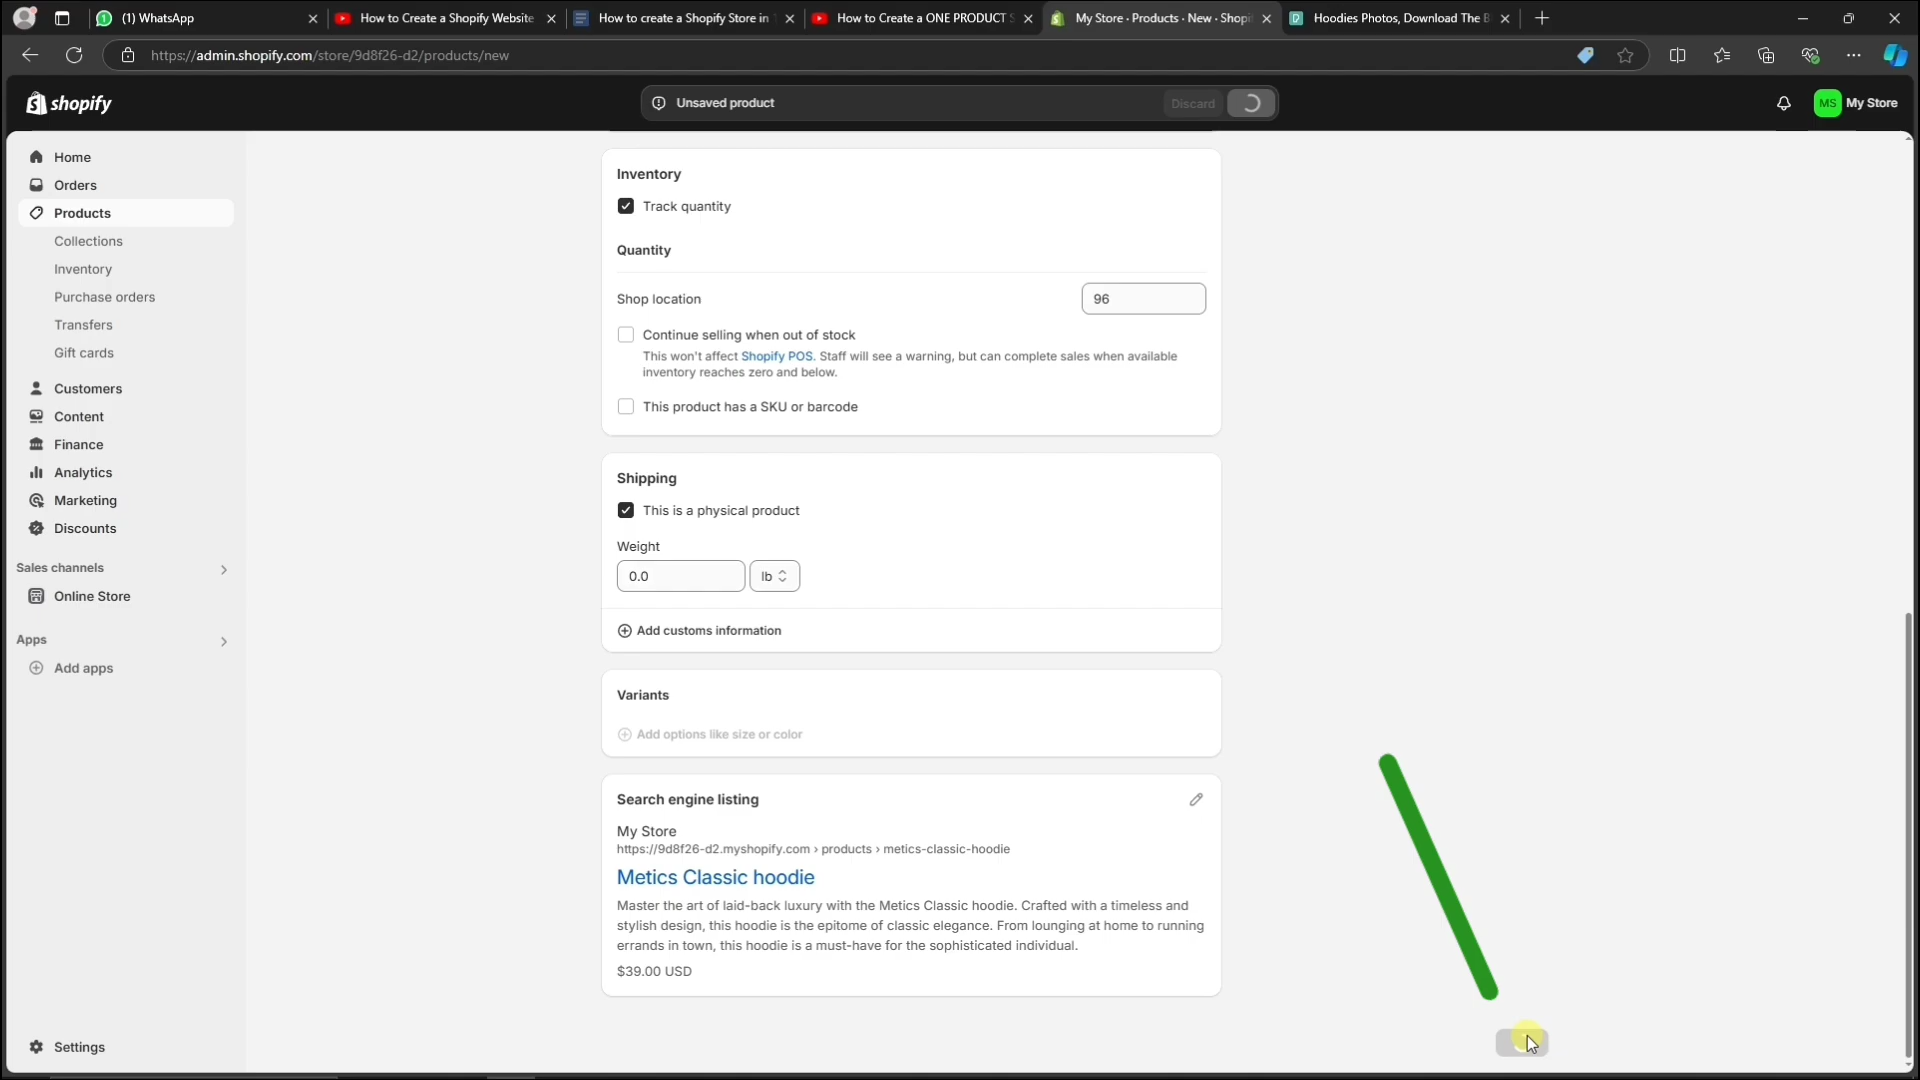 (1) WhatsApp
How to Create a Shopify Website
How to create a Shopify Store in
How to Create a ONE PRODUCT S
My Store · Products · New · Shopi
Hoodies Photos, Download The B
https://admin.shopify.com/store/9d8f26-d2/products/new
shopify
Unsaved product
Discard
MS
My Store
Home
Orders
Products
Collections
Inventory
Purchase orders
Transfers
Gift cards
Customers
Content
Finance
Analytics
Marketing
Discounts
Sales channels
Online Store
Apps
Add apps
Settings
Inventory
Track quantity
Quantity
Shop location
96
Continue selling when out of stock
This won't affect Shopify POS. Staff will see a warning, but can complete sales when available
inventory reaches zero and below.
This product has a SKU or barcode
Shipping
This is a physical product
Weight
0.0
lb
Add customs information
Variants
Add options like size or color
Search engine listing
My Store
https://9d8f26-d2.myshopify.com › products › metics-classic-hoodie
Metics Classic hoodie
Master the art of laid-back luxury with the Metics Classic hoodie. Crafted with a timeless and
stylish design, this hoodie is the epitome of classic elegance. From lounging at home to running
errands in town, this hoodie is a must-have for the sophisticated individual.
$39.00 USD